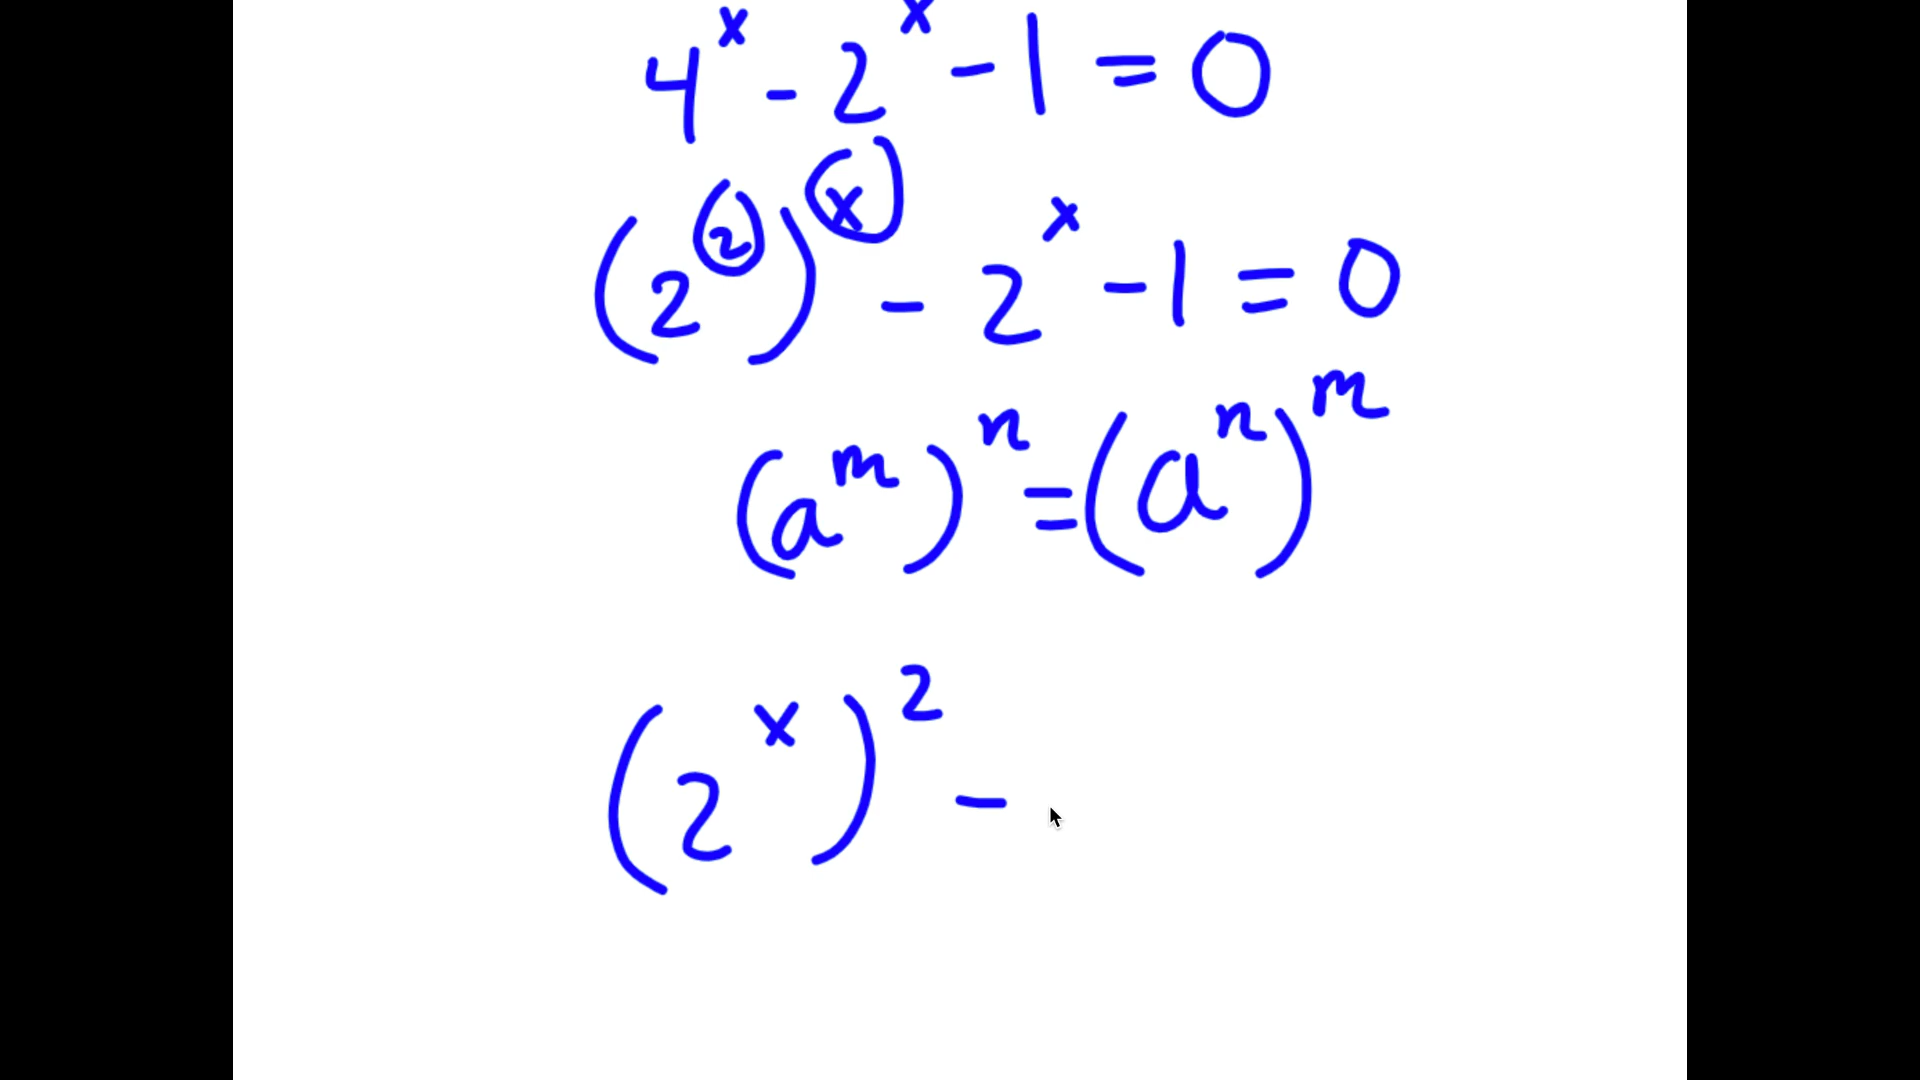 4^x - 2^x - 1 = 0
(2^2)^x - 2^x - 1 = 0
(a^m)^n = (a^n)^m
(2^x)^2 -